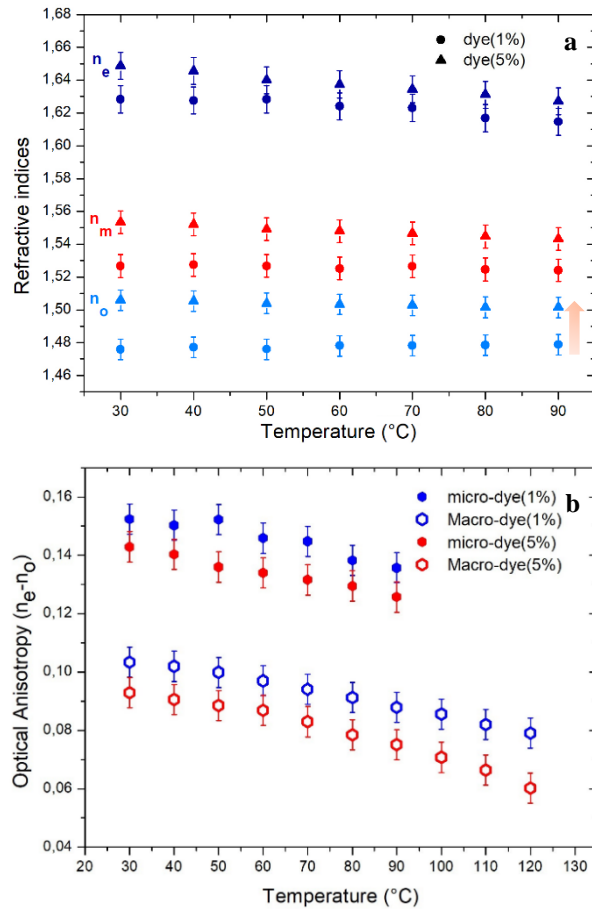 1,68
1,66
1,64
1,62
1,60
1,58
1,56
1,54
1,52
1,50
1,48
1,46
Refractive indices
n e
n m
n o
dye(1%)
dye(5%)
a
30 40 50 60 70 80 90
Temperature (°C)
0,16
0,14
0,12
0,10
0,08
0,06
0,04
Optical Anisotropy (ne-no)
micro-dye(1%)
Macro-dye(1%)
micro-dye(5%)
Macro-dye(5%)
b
20 30 40 50 60 70 80 90 100 110 120 130
Temperature (°C)